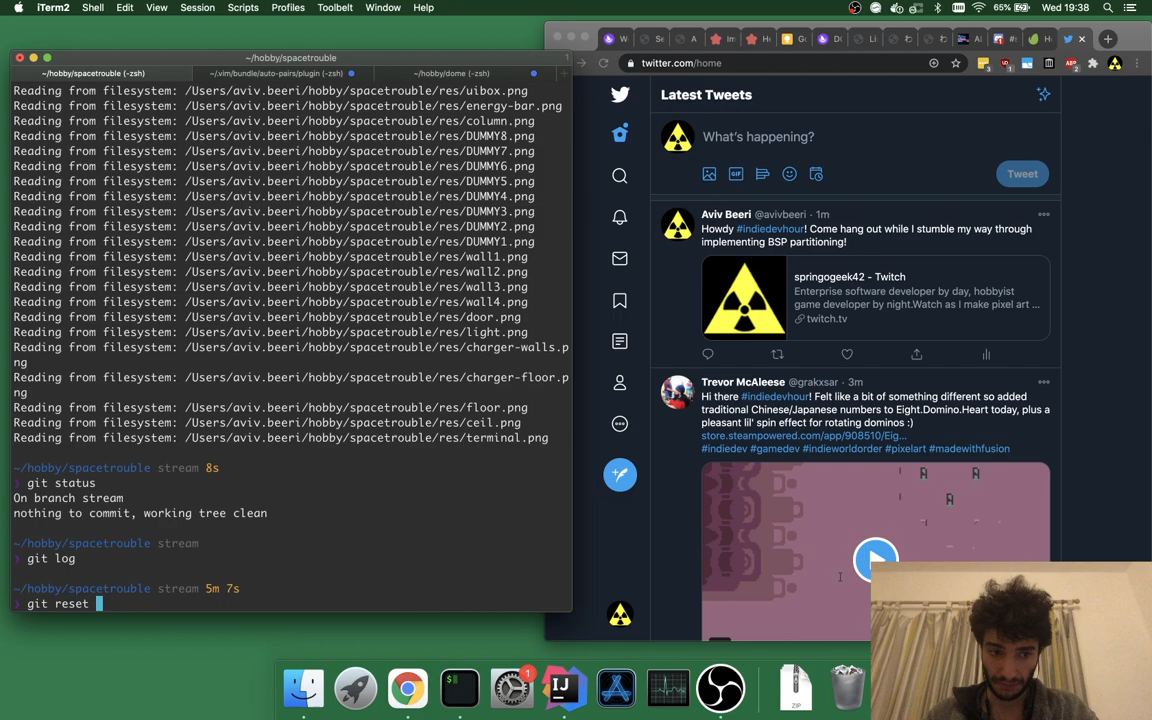 iTerm2 Shell Edit View Session Scripts Profiles Toolbelt Window Help
65% Wed 19:38
~/hobby/spacetrouble
~/hobby/spacetrouble (-zsh)
~/.vim/bundle/auto-pairs/plugin (-zsh)
~/hobby/dome (-zsh)
Reading from filesystem: /Users/aviv.beeri/hobby/spacetrouble/res/uibox.png
Reading from filesystem: /Users/aviv.beeri/hobby/spacetrouble/res/energy-bar.png
Reading from filesystem: /Users/aviv.beeri/hobby/spacetrouble/res/column.png
Reading from filesystem: /Users/aviv.beeri/hobby/spacetrouble/res/DUMMY8.png
Reading from filesystem: /Users/aviv.beeri/hobby/spacetrouble/res/DUMMY7.png
Reading from filesystem: /Users/aviv.beeri/hobby/spacetrouble/res/DUMMY6.png
Reading from filesystem: /Users/aviv.beeri/hobby/spacetrouble/res/DUMMY5.png
Reading from filesystem: /Users/aviv.beeri/hobby/spacetrouble/res/DUMMY4.png
Reading from filesystem: /Users/aviv.beeri/hobby/spacetrouble/res/DUMMY3.png
Reading from filesystem: /Users/aviv.beeri/hobby/spacetrouble/res/DUMMY2.png
Reading from filesystem: /Users/aviv.beeri/hobby/spacetrouble/res/DUMMY1.png
Reading from filesystem: /Users/aviv.beeri/hobby/spacetrouble/res/wall1.png
Reading from filesystem: /Users/aviv.beeri/hobby/spacetrouble/res/wall2.png
Reading from filesystem: /Users/aviv.beeri/hobby/spacetrouble/res/wall3.png
Reading from filesystem: /Users/aviv.beeri/hobby/spacetrouble/res/wall4.png
Reading from filesystem: /Users/aviv.beeri/hobby/spacetrouble/res/door.png
Reading from filesystem: /Users/aviv.beeri/hobby/spacetrouble/res/light.png
Reading from filesystem: /Users/aviv.beeri/hobby/spacetrouble/res/charger-walls.p
ng
Reading from filesystem: /Users/aviv.beeri/hobby/spacetrouble/res/charger-floor.p
ng
Reading from filesystem: /Users/aviv.beeri/hobby/spacetrouble/res/floor.png
Reading from filesystem: /Users/aviv.beeri/hobby/spacetrouble/res/ceil.png
Reading from filesystem: /Users/aviv.beeri/hobby/spacetrouble/res/terminal.png
~/hobby/spacetrouble stream 8s
❯ git status
On branch stream
nothing to commit, working tree clean
~/hobby/spacetrouble stream
❯ git log
~/hobby/spacetrouble stream 5m 7s
❯ git reset
twitter.com/home
Latest Tweets
What's happening?
GIF
Tweet
Aviv Beeri @avivbeeri · 1m
Howdy #indiedevhour! Come hang out while I stumble my way through
implementing BSP partitioning!
springogeek42 - Twitch
Enterprise software developer by day, hobbyist
game developer by night.Watch as I make pixel art ...
twitch.tv
Trevor McAleese @grakxsar · 3m
Hi there #indiedevhour! Felt like a bit of something different so added
traditional Chinese/Japanese numbers to Eight.Domino.Heart today, plus a
pleasant lil' spin effect for rotating dominos :)
store.steampowered.com/app/908510/Eig...
#indiedev #gamedev #indieworldorder #pixelart #madewithfusion
1
IJ
ZIP